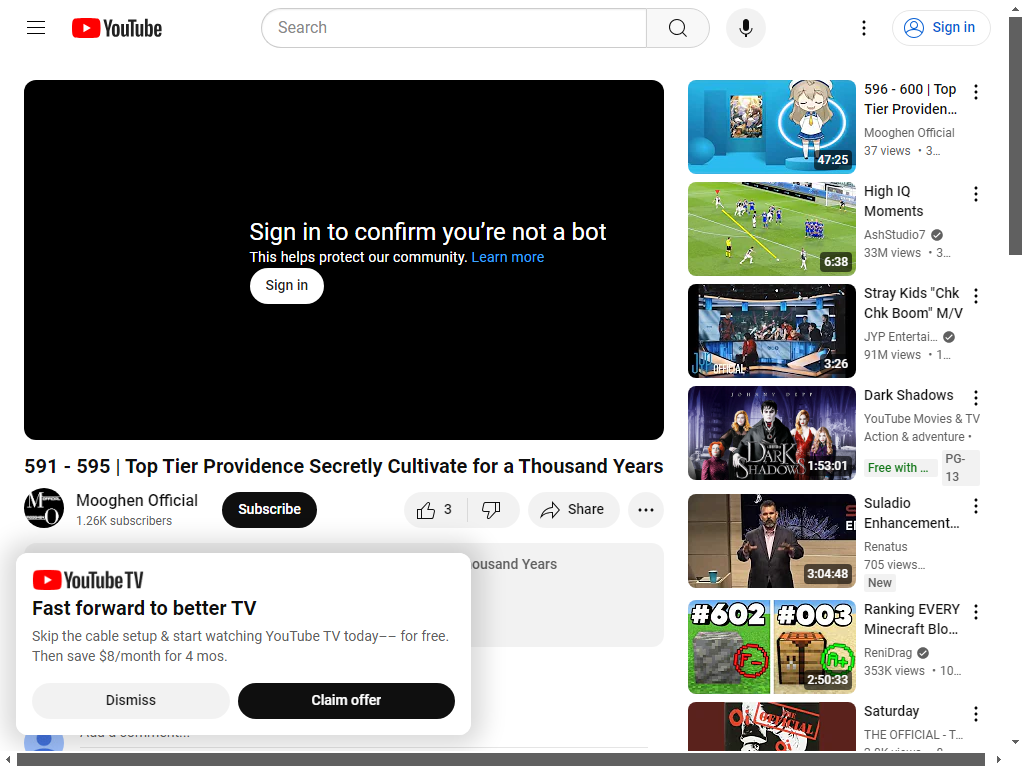 YouTube
Search
Sign in
Sign in to confirm you're not a bot
This helps protect our community. Learn more
Sign in
591 - 595 | Top Tier Providence Secretly Cultivate for a Thousand Years
Mooghen Official
1.26K subscribers
Subscribe
3
Share
ousand Years
YouTube TV
Fast forward to better TV
Skip the cable setup & start watching YouTube TV today–– for free.
Then save $8/month for 4 mos.
Dismiss
Claim offer
Add a comment...
596 - 600 | Top
Tier Providen...
Mooghen Official
37 views • 3...
47:25
High IQ
Moments
AshStudio7
33M views • 3...
6:38
Stray Kids "Chk
Chk Boom" M/V
JYP Entertai...
91M views • 1...
3:26
JYP OFFICIAL
Dark Shadows
YouTube Movies & TV
Action & adventure •
Free with ...
PG-
13
JOHNNY DEPP
DARK
SHADOWS
1:53:01
Suladio
Enhancement...
Renatus
705 views...
New
3:04:48
Ranking EVERY
Minecraft Blo...
ReniDrag
353K views • 10...
#602
#003
F-
A+
2:50:33
Saturday
THE OFFICIAL - T...
THE OFFICIAL
Oi
Oi